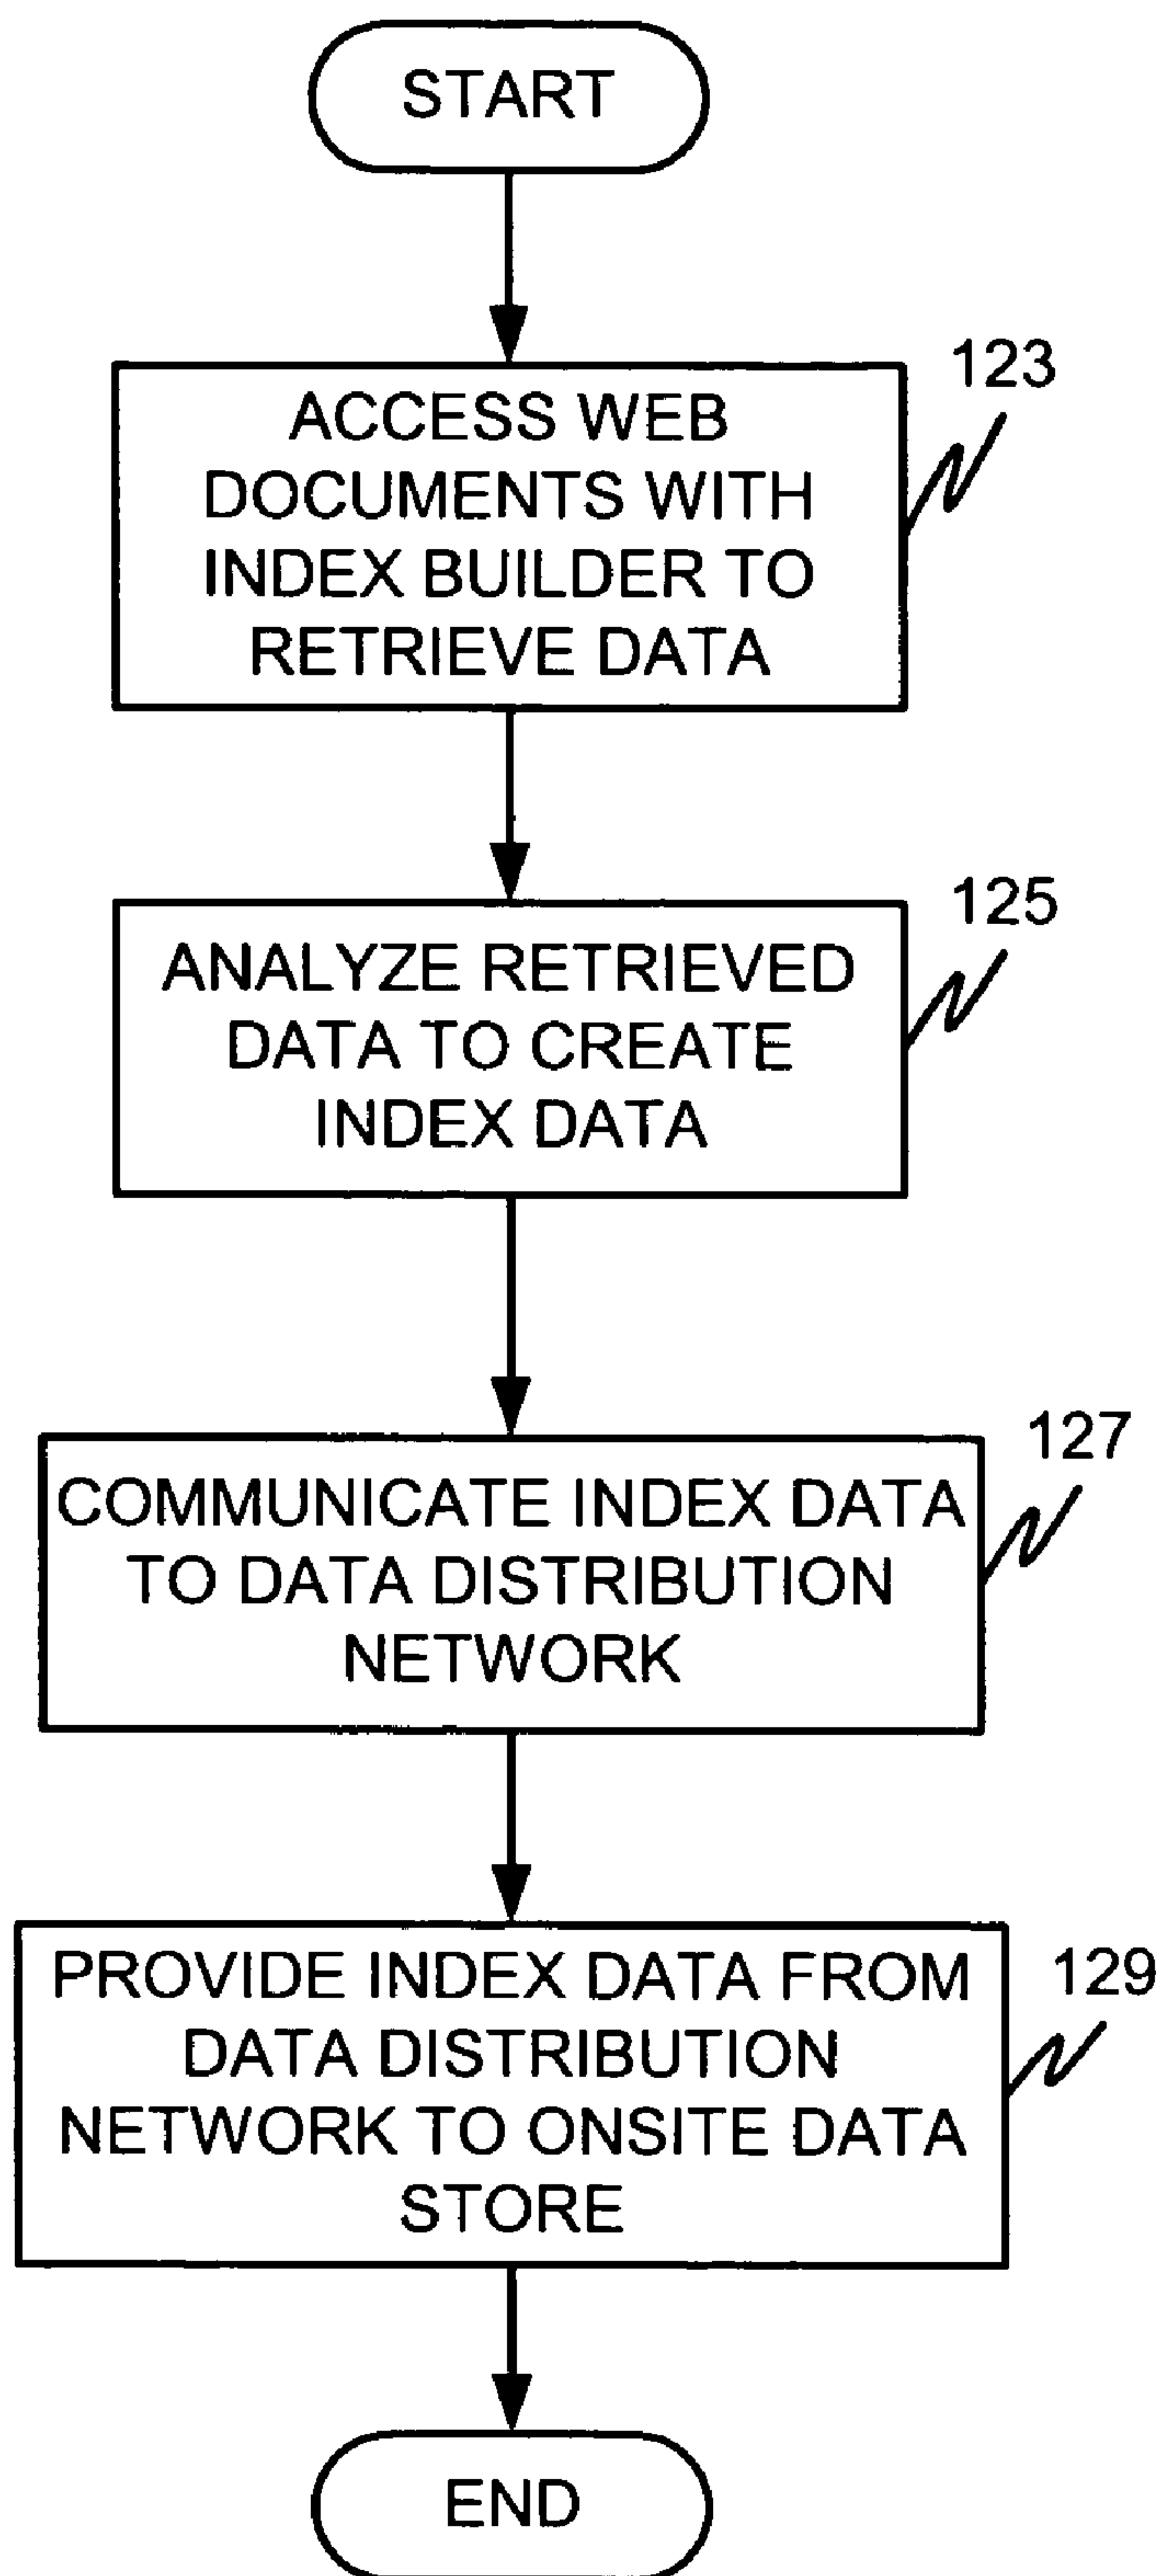 START
123
ACCESS WEB
DOCUMENTS WITH
INDEX BUILDER TO
RETRIEVE DATA
125
ANALYZE RETRIEVED
DATA TO CREATE
INDEX DATA
127
COMMUNICATE INDEX DATA
TO DATA DISTRIBUTION
NETWORK
129
PROVIDE INDEX DATA FROM
DATA DISTRIBUTION
NETWORK TO ONSITE DATA
STORE
END